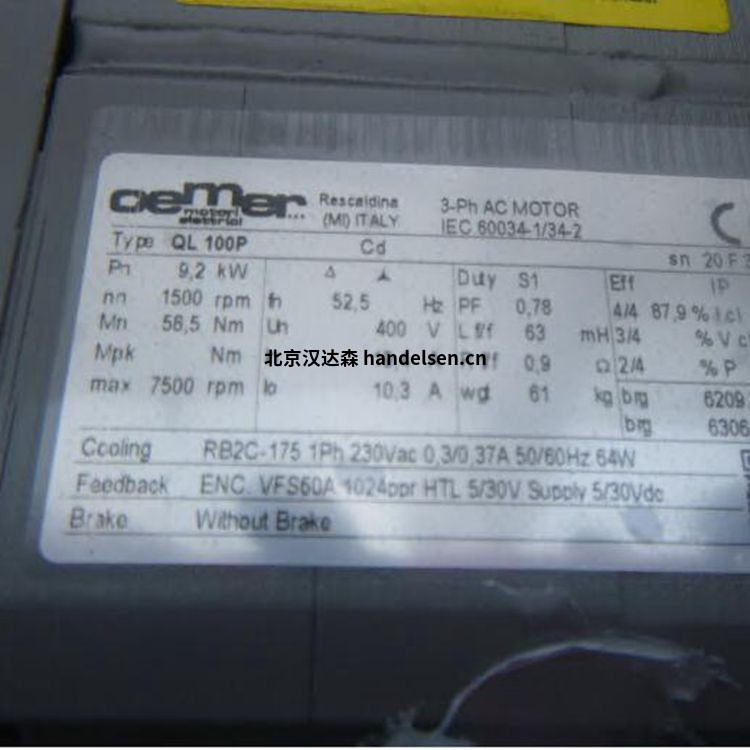 oemer
motori
elettrici
Rescaldina
(MI) ITALY
3-Ph AC MOTOR
IEC 60034-1/34-2
Type QL 100P Cd sn 20 F
Pn 9,2 kW Duty S1 Eff IP
nn 1500 rpm fn 52,5 Hz PF 0,78 4/4 87,9 % I.cl
Mn 58,5 Nm Un 400 V L f/f 63 mH 3/4 % V c
Mpk Nm 0,9 Ω 2/4 % P
max 7500 rpm Io 10,3 A wgt 61 kg brg 6209
brg 6306
北京汉达森 handelsen.cn
Cooling RB2C-175 1Ph 230Vac 0,3/0,37A 50/60Hz 64W
Feedback ENC. VFS60A 1024ppr HTL 5/30V Supply 5/30Vdc
Brake Without Brake